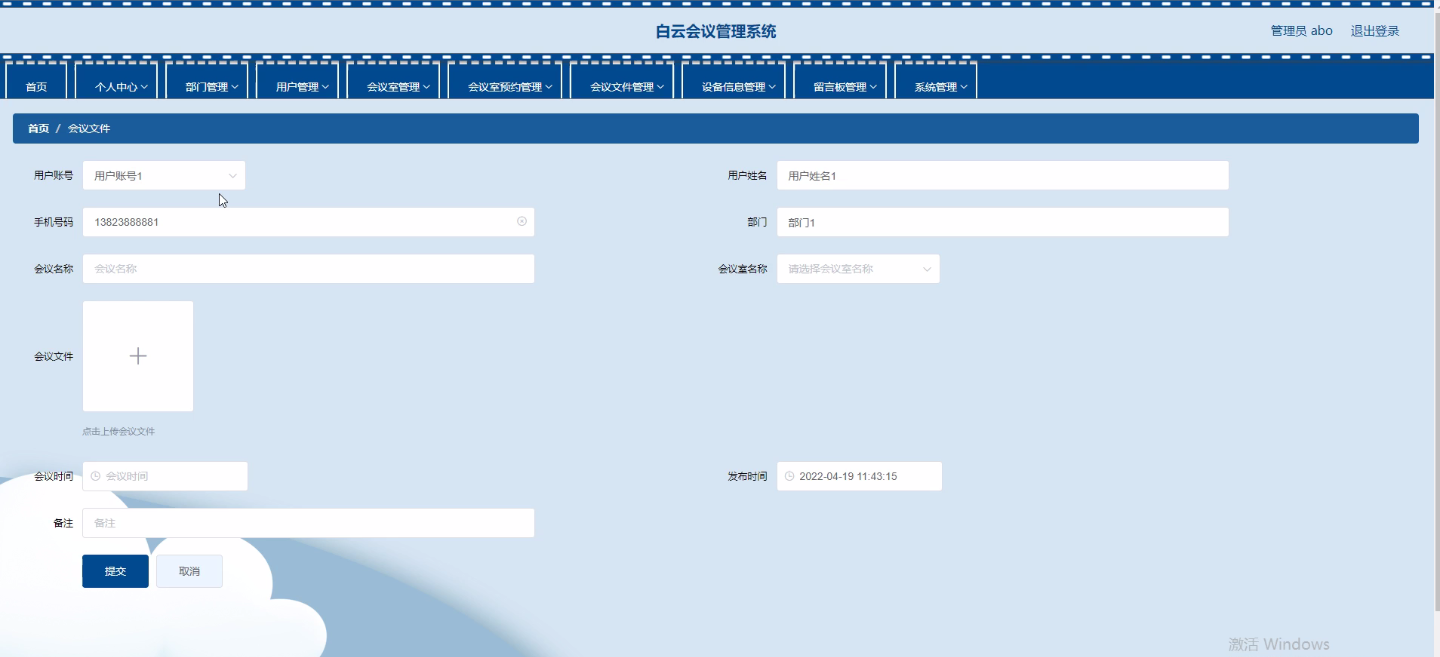 白云会议管理系统
管理员 abo 退出登录
首页 个人中心 部门管理 用户管理 会议室管理 会议室预约管理 会议文件管理 设备信息管理 留言板管理 系统管理
首页 / 会议文件
用户账号 用户账号1 用户姓名 用户姓名1
手机号码 13823888881 部门 部门1
会议名称 会议名称 会议室名称 请选择会议室名称
会议文件
点击上传会议文件
会议时间 会议时间 发布时间 2022-04-19 11:43:15
备注 备注
提交 取消
激活 Windows